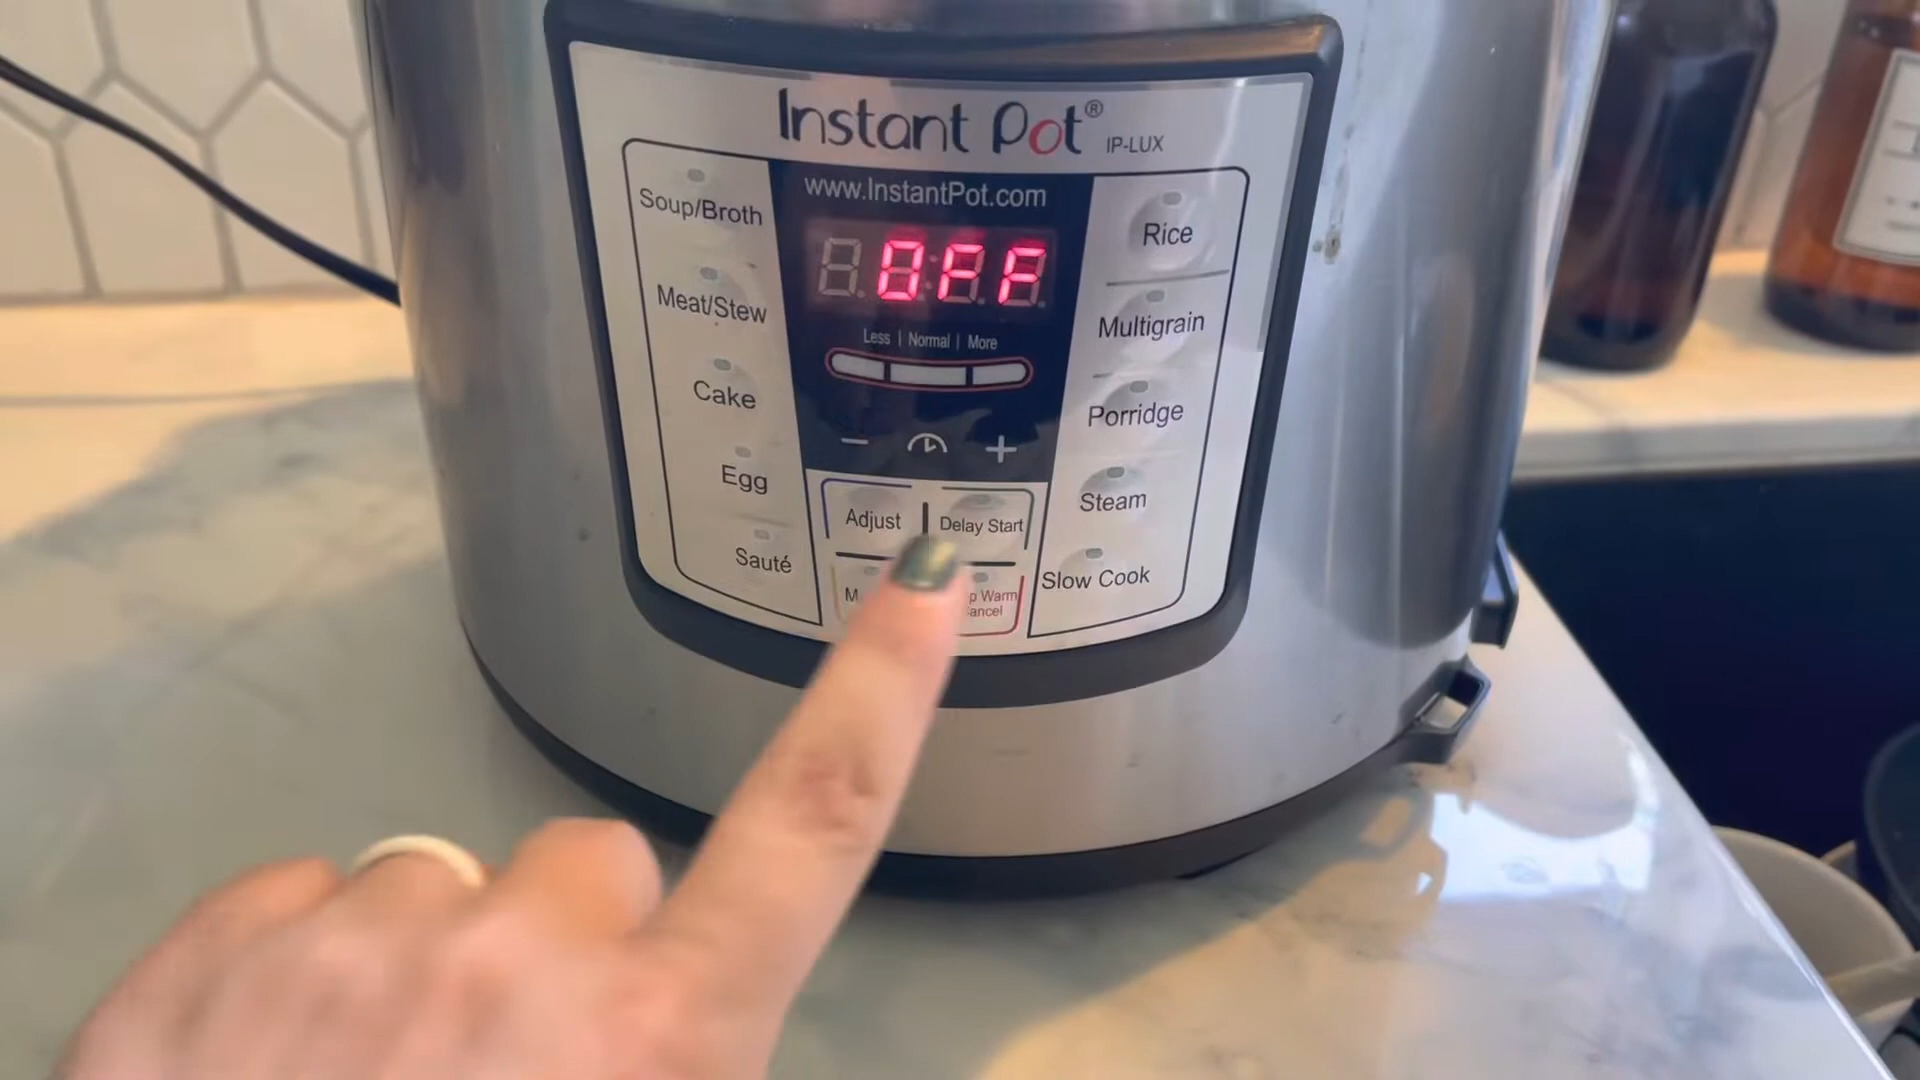 Instant Pot® IP-LUX
www.InstantPot.com
OFF
Less | Normal | More
− +
Soup/Broth
Meat/Stew
Cake
Egg
Sauté
Adjust
Delay Start
Warm
Rice
Multigrain
Porridge
Steam
Slow Cook